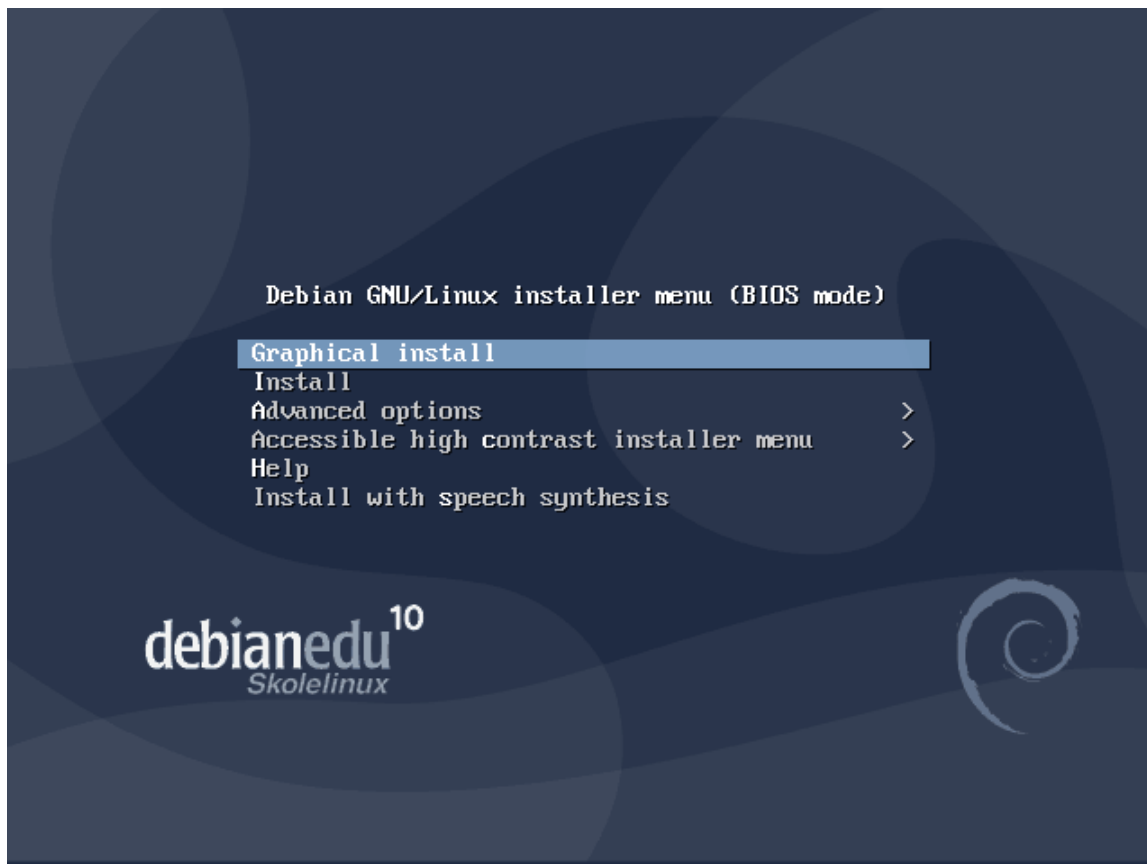 Debian GNU/Linux installer menu (BIOS mode)
Graphical install
Install
Advanced options >
Accessible high contrast installer menu >
Help
Install with speech synthesis
debianedu 10
Skolelinux